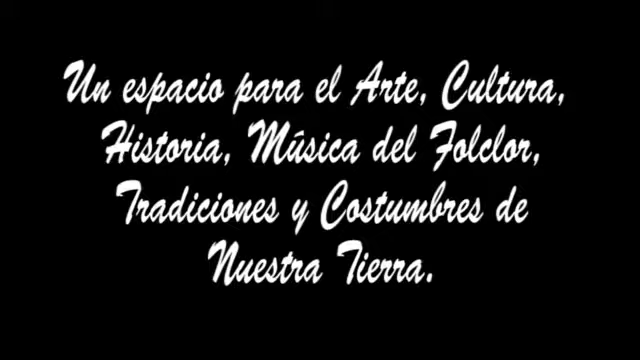 Un espacio para el Arte, Cultura,
Historia, Música del Folclor,
Tradiciones y Costumbres de
Nuestra Tierra.